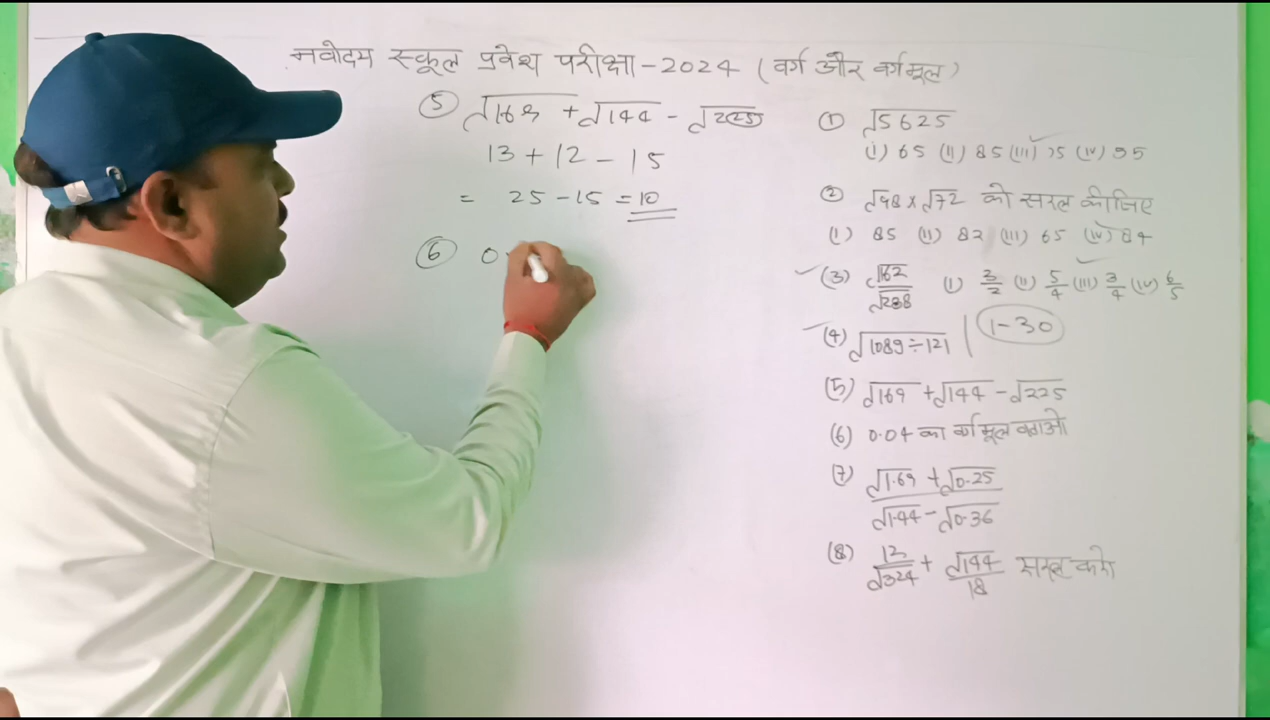 नवोदय स्कूल प्रवेश परीक्षा - 2024 (वर्ग और वर्गमूल)
⑤ √169 + √144 - √225
13 + 12 - 15
= 25 - 15 = 10
⑥ 0.
① √5625
(i) 65 (ii) 85 (iii) 75 (iv) 95
② √98 x √72 को सरल कीजिए
(i) 85 (ii) 82 (iii) 65 (iv) 84
(3) √162/√288 (i) 3/2 (ii) 5/4 (iii) 3/4 (iv) 6/5
(4) √1089÷121 | 1-30
(5) √169 + √144 - √225
(6) 0.04 का वर्गमूल बताओ
(7) √1.69 + √0.25
√1.44 - √0.36
(8) 12/√324 + √144/18 सरल करो